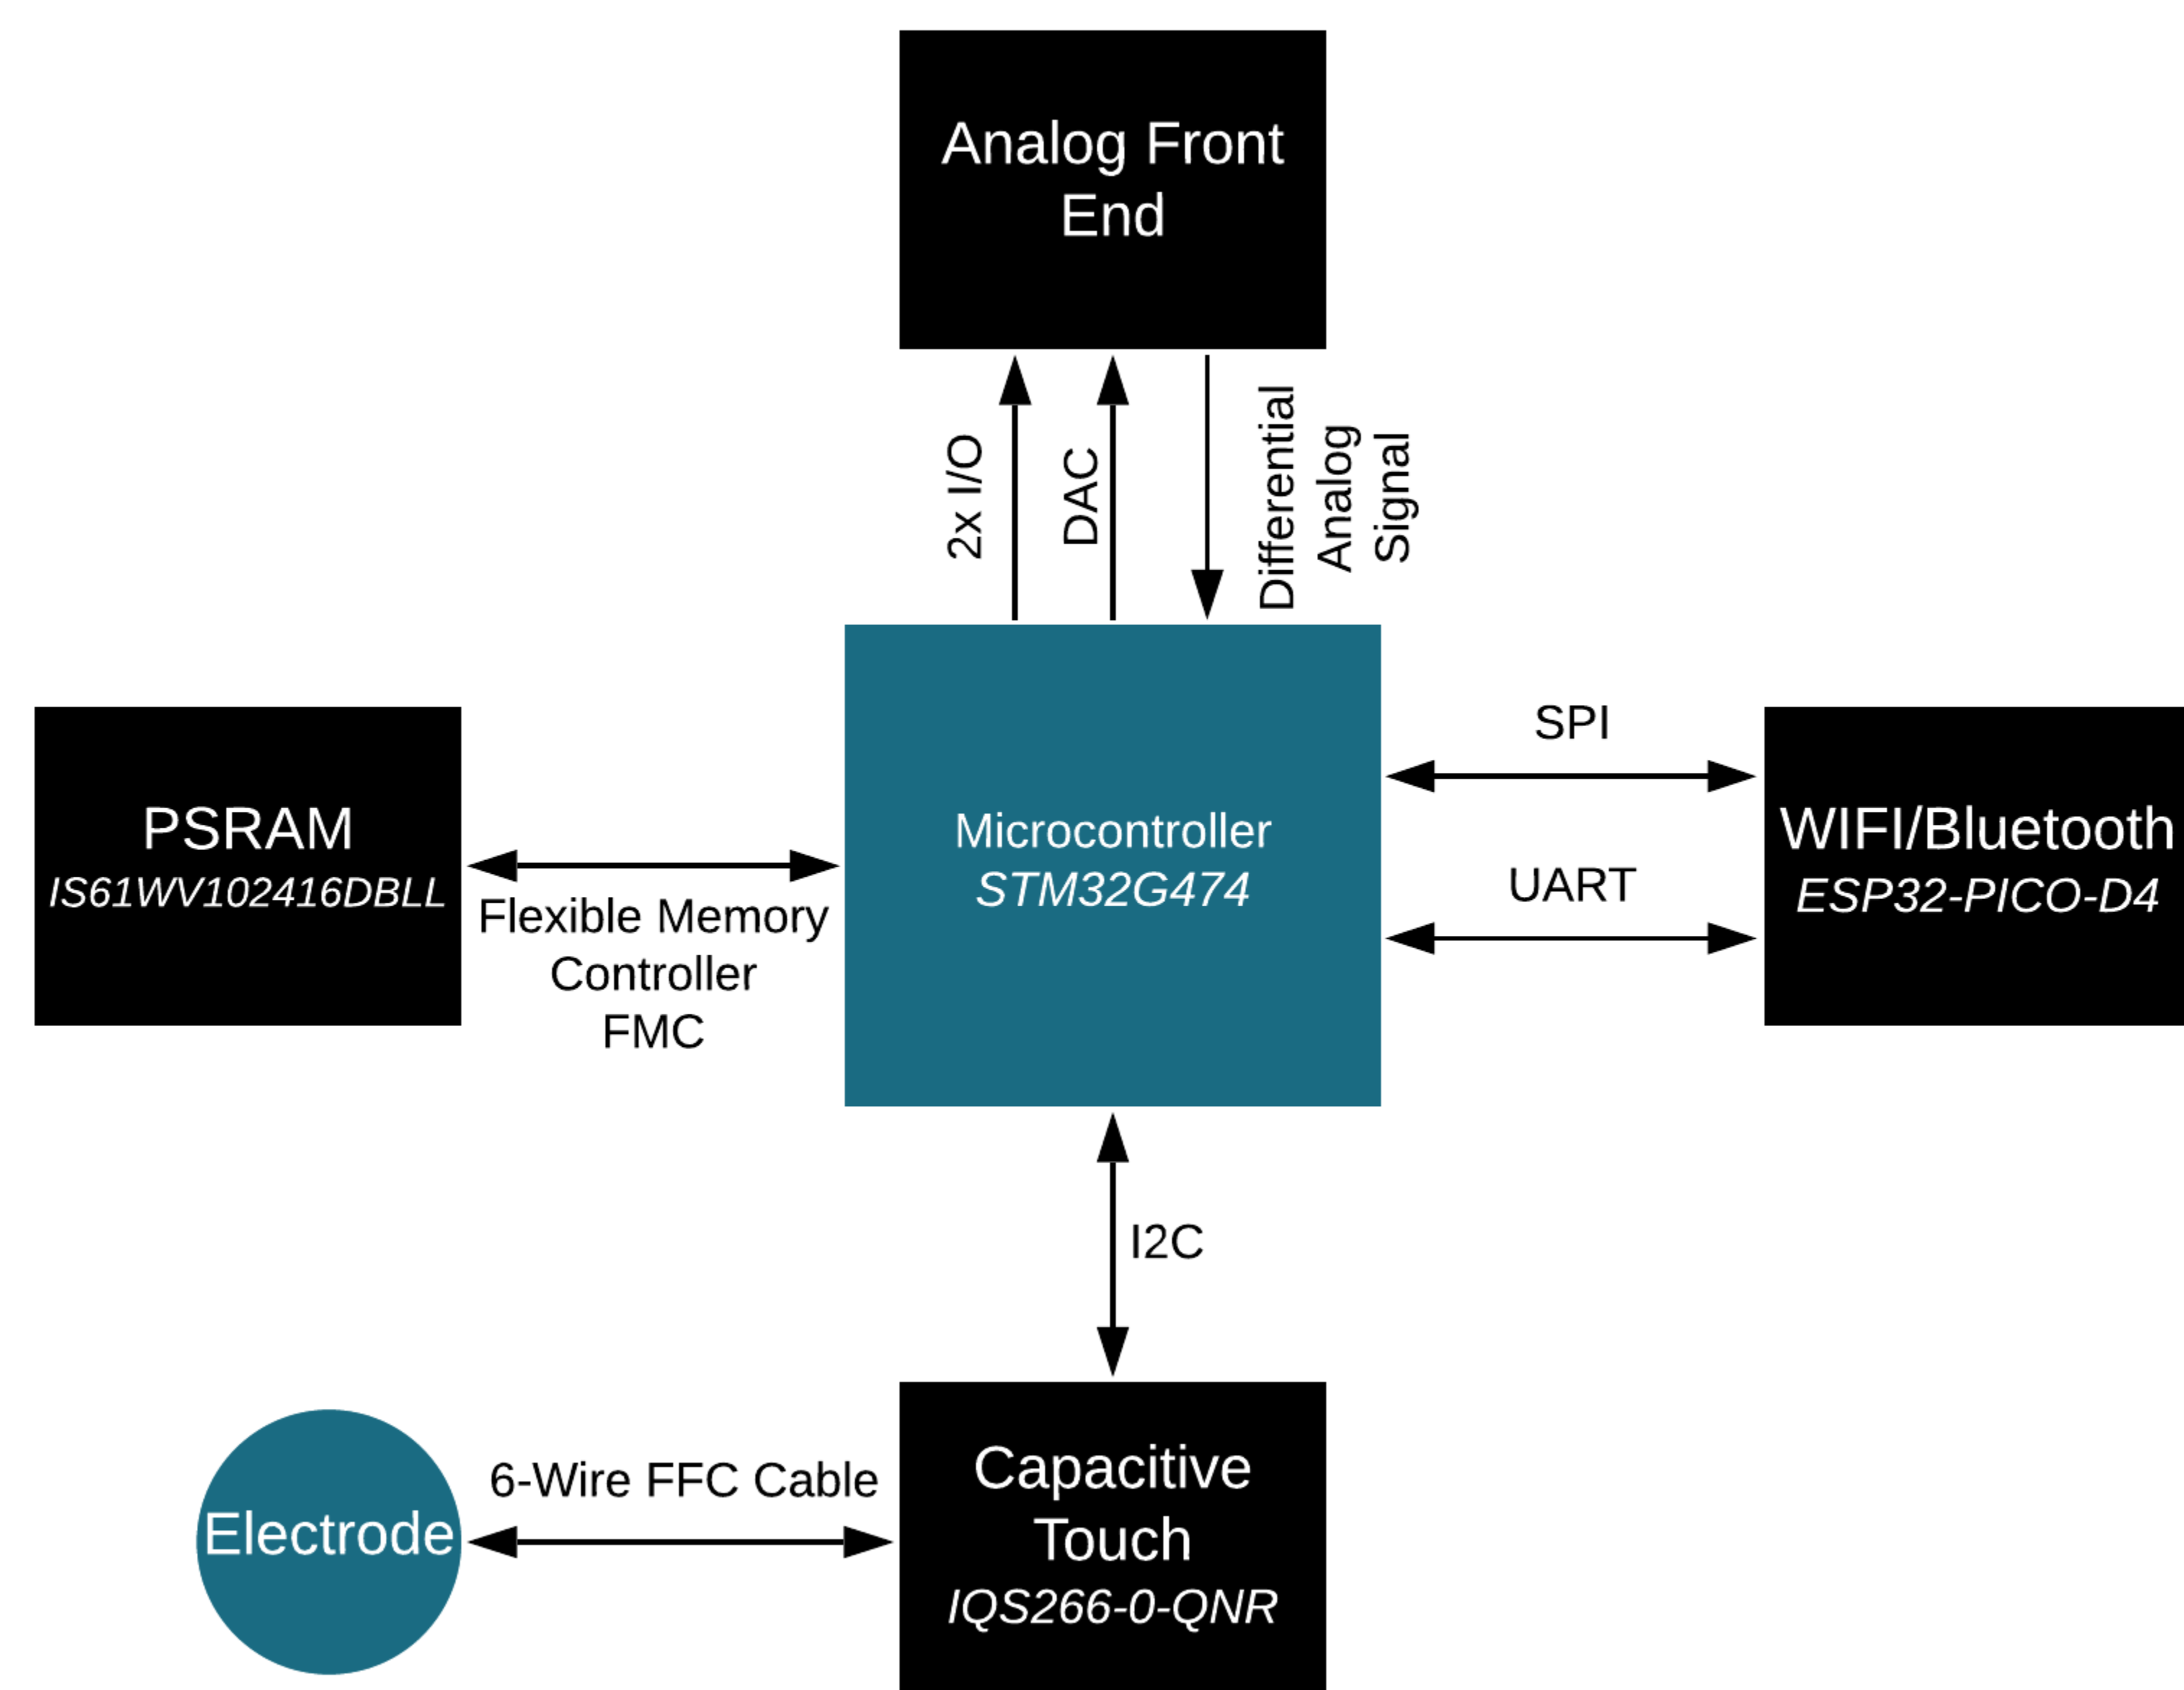 Analog Front
End
2x I/O
DAC
Differential
Analog
Signal
PSRAM
IS61WV102416DBLL
Flexible Memory
Controller
FMC
Microcontroller
STM32G474
SPI
UART
WIFI/Bluetooth
ESP32-PICO-D4
I2C
Electrode
6-Wire FFC Cable
Capacitive
Touch
IQS266-0-QNR